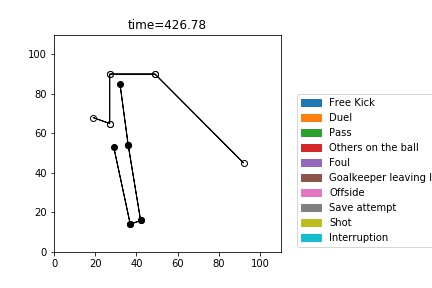 time=426.78
100
80
60
40
20
0
0 20 40 60 80 100
Free Kick
Duel
Pass
Others on the ball
Foul
Goalkeeper leaving l
Offside
Save attempt
Shot
Interruption